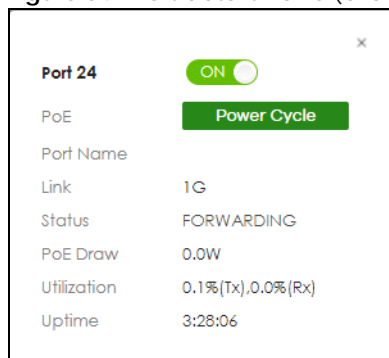 ×
Port 24 ON
PoE Power Cycle
Port Name
Link 1G
Status FORWARDING
PoE Draw 0.0W
Utilization 0.1%(Tx),0.0%(Rx)
Uptime 3:28:06